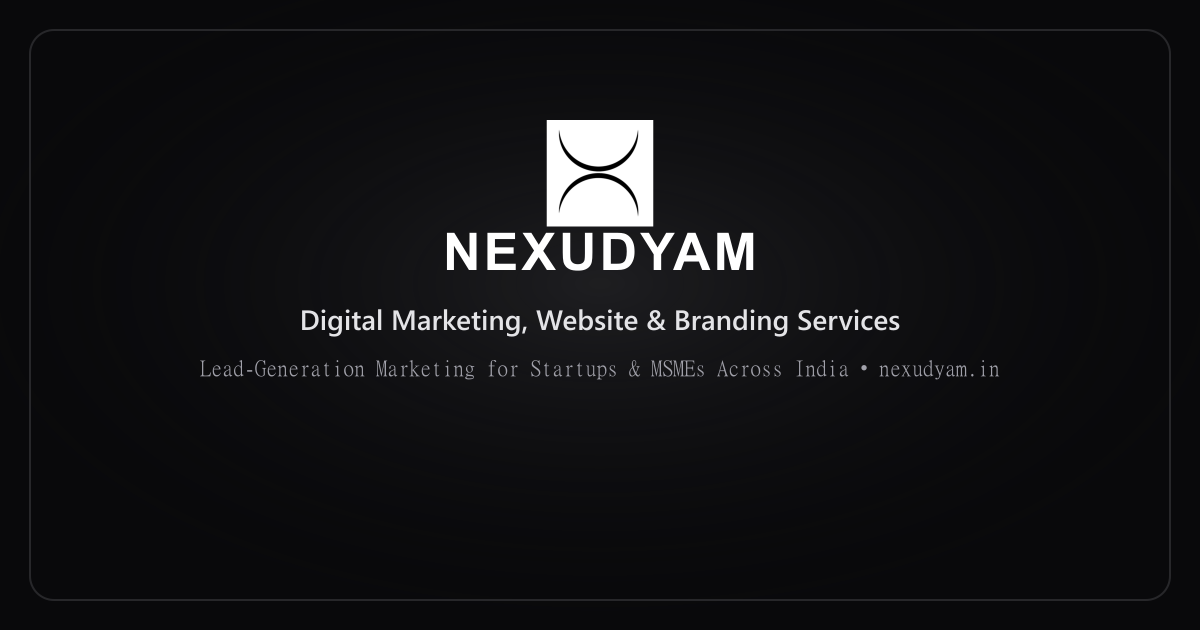 NEXUDYAM
Digital Marketing, Website & Branding Services
Lead-Generation Marketing for Startups & MSMEs Across India • nexudyam.in